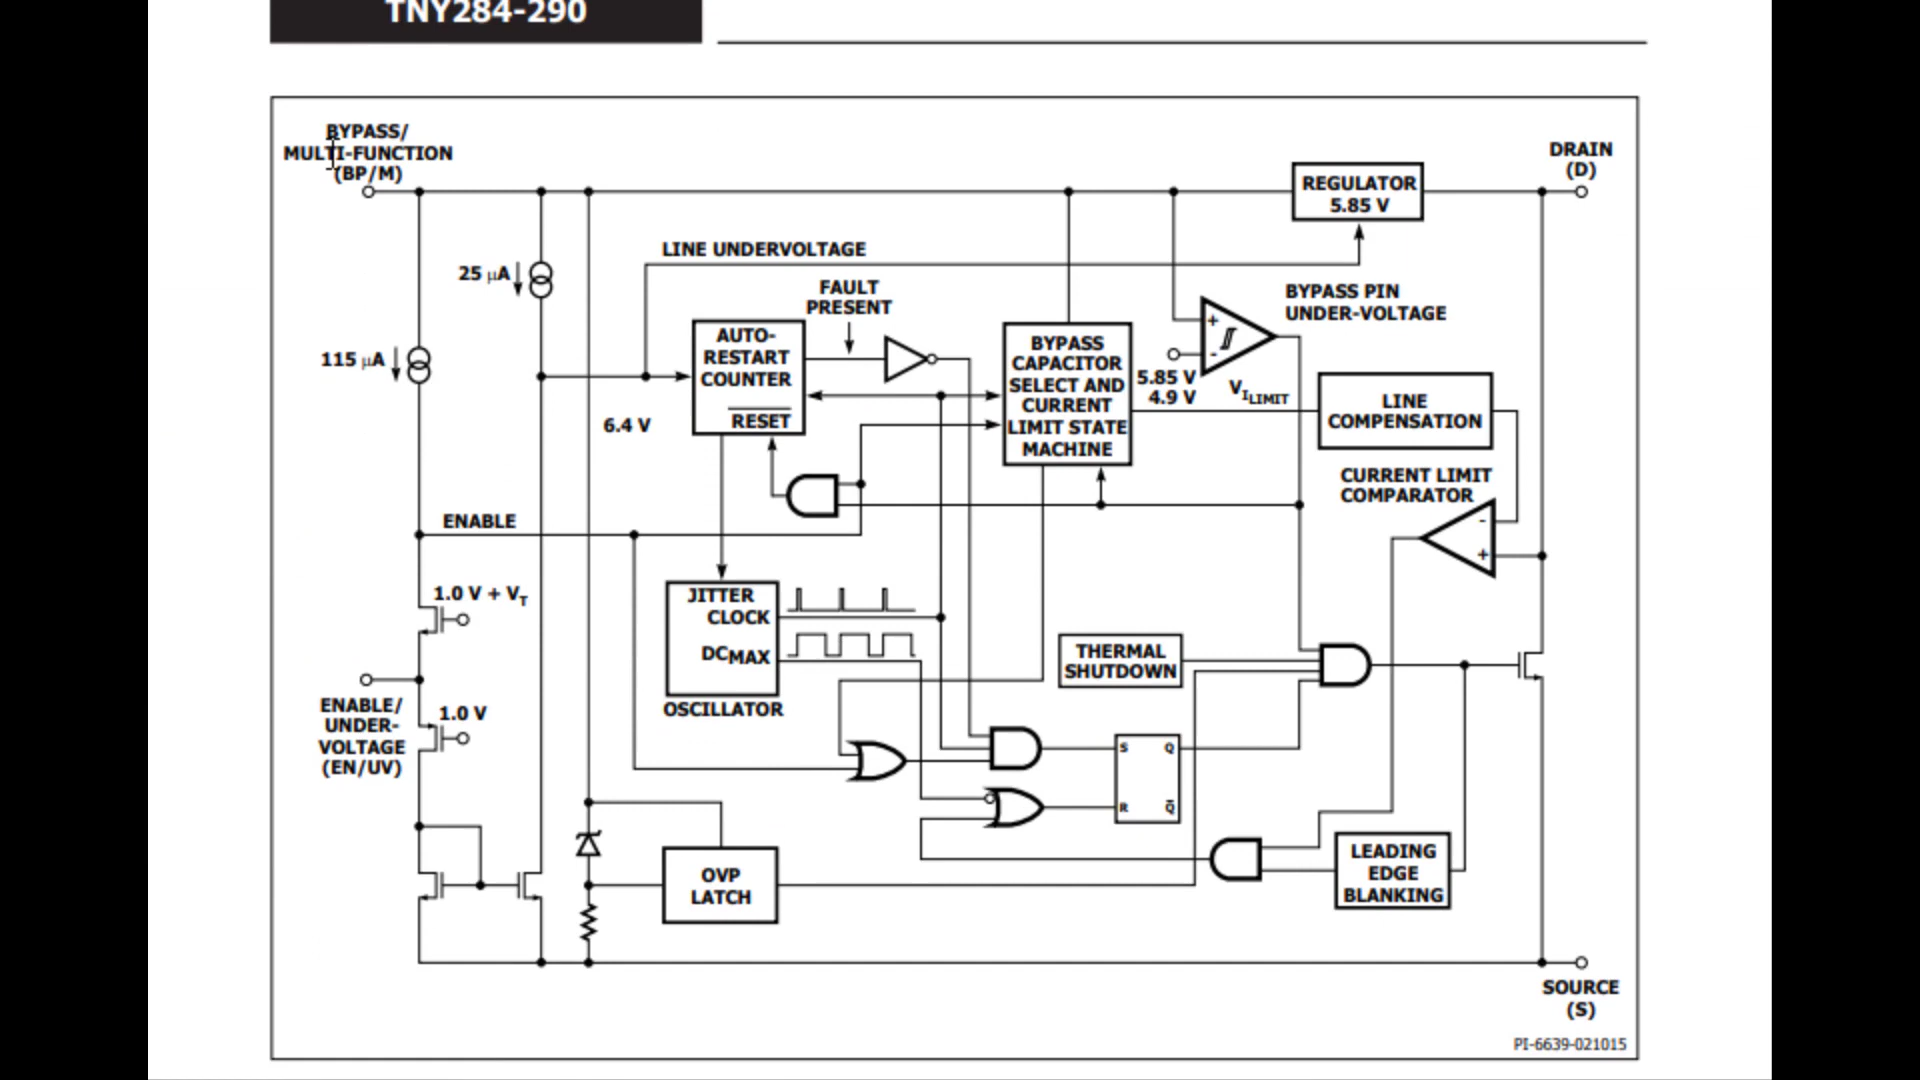 TNY284-290
BYPASS/
MULTI-FUNCTION
(BP/M)
DRAIN
(D)
REGULATOR
5.85 V
LINE UNDERVOLTAGE
25 µA
FAULT
PRESENT
BYPASS PIN
UNDER-VOLTAGE
115 µA
AUTO-
RESTART
COUNTER
RESET
BYPASS
CAPACITOR
SELECT AND
CURRENT
LIMIT STATE
MACHINE
+
-
5.85 V
4.9 V
VILIMIT
LINE
COMPENSATION
6.4 V
CURRENT LIMIT
COMPARATOR
-
+
ENABLE
1.0 V + VT
JITTER
CLOCK
DCMAX
OSCILLATOR
THERMAL
SHUTDOWN
ENABLE/
UNDER-
VOLTAGE
(EN/UV)
1.0 V
S Q
R Q̅
OVP
LATCH
LEADING
EDGE
BLANKING
SOURCE
(S)
PI-6639-021015